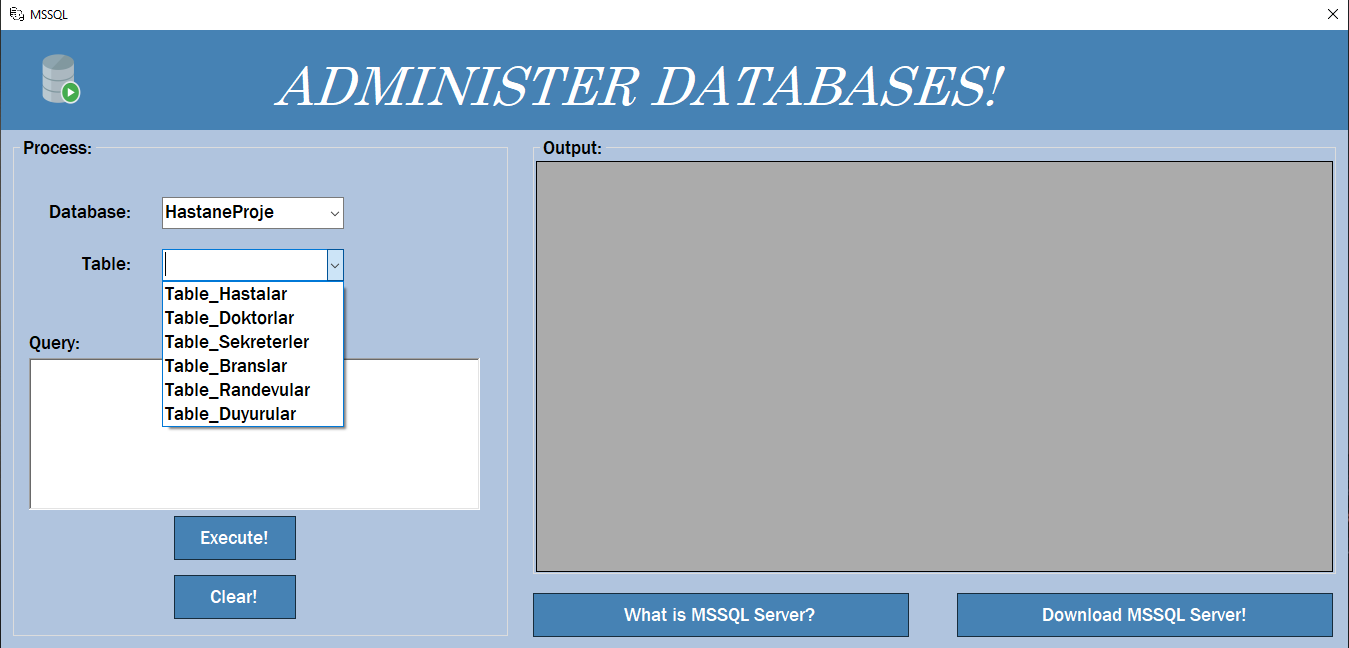 MSSQL
ADMINISTER DATABASES!
Process:
Database:
HastaneProje
Table:
Table_Hastalar
Table_Doktorlar
Table_Sekreterler
Table_Branslar
Table_Randevular
Table_Duyurular
Query:
Execute!
Clear!
Output:
What is MSSQL Server?
Download MSSQL Server!